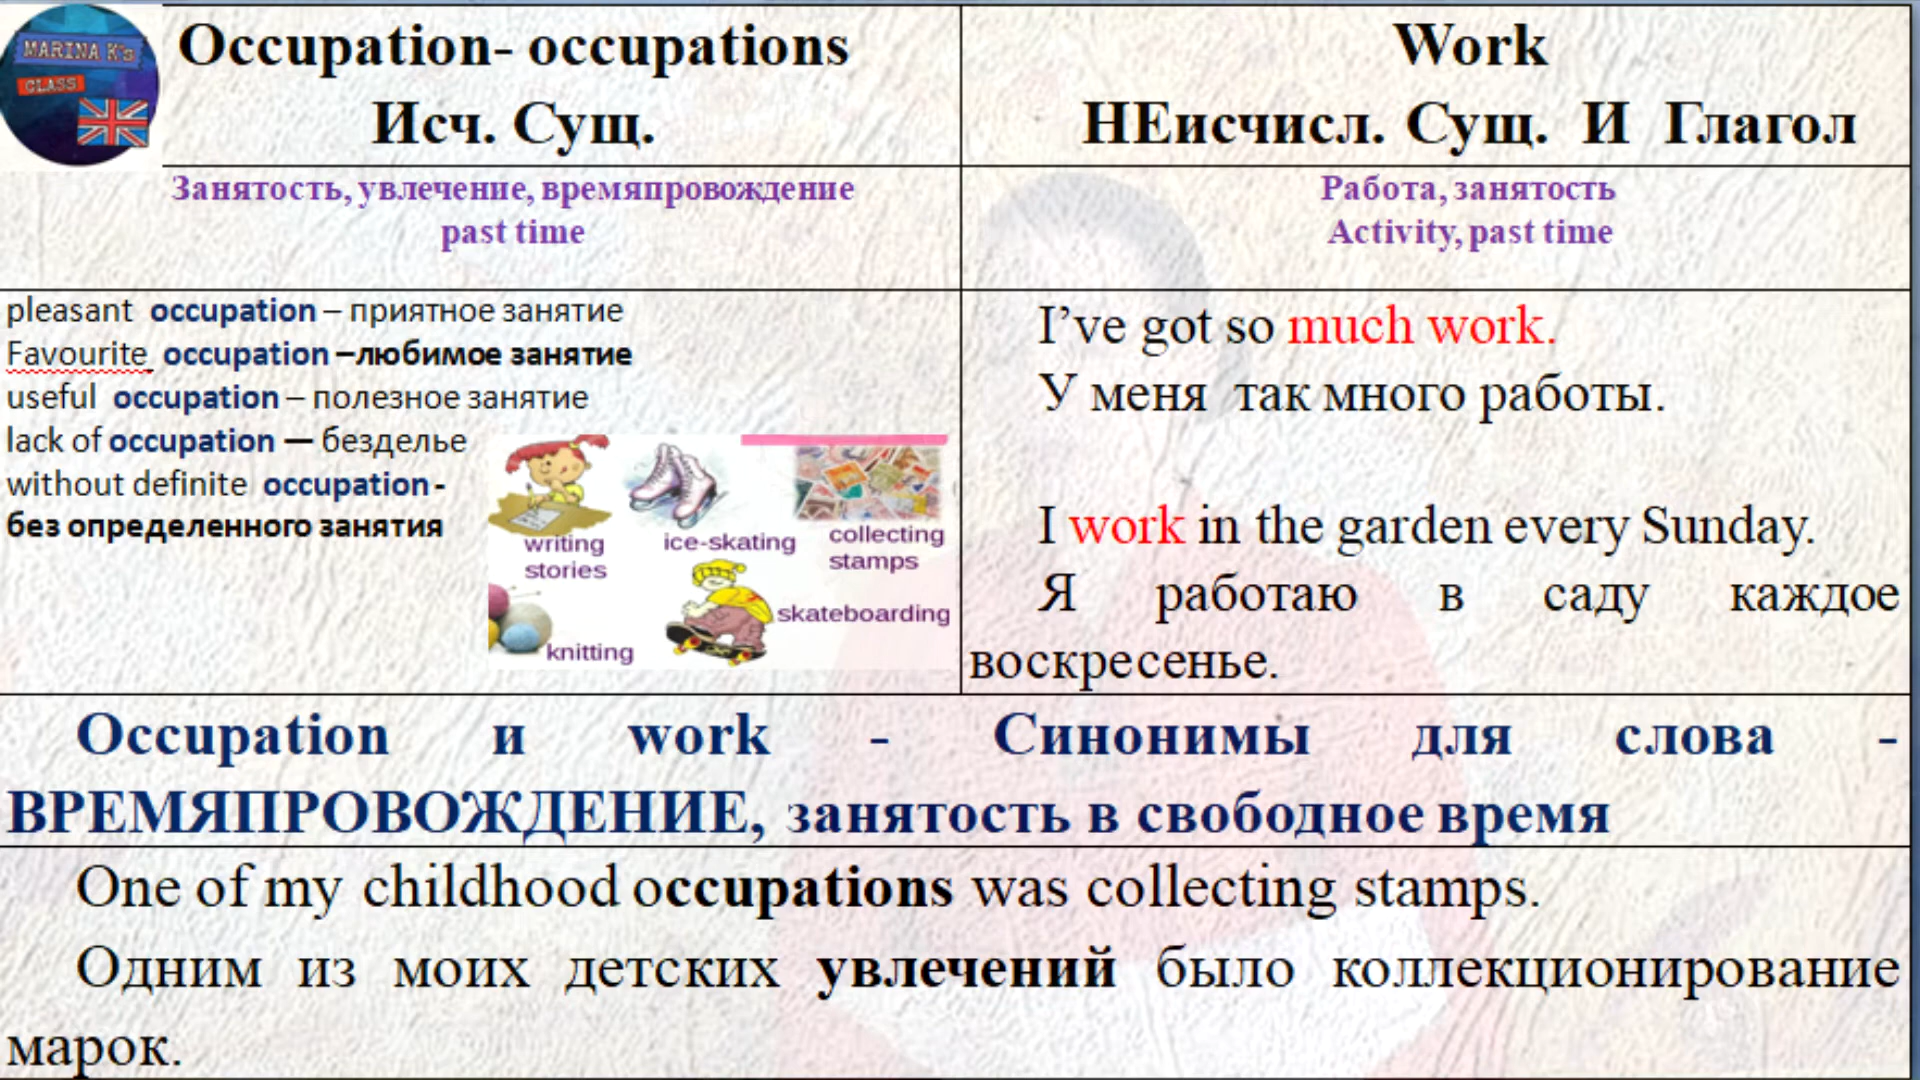 MARINA K's
CLASS
Occupation- occupations
Исч. Сущ.
Work
НЕисчисл. Сущ. И Глагол
Занятость, увлечение, времяпровождение
past time
Работа, занятость
Activity, past time
pleasant occupation – приятное занятие
Favourite occupation –любимое занятие
useful occupation – полезное занятие
lack of occupation — безделье
without definite occupation -
без определенного занятия
writing
stories
ice-skating
collecting
stamps
knitting
skateboarding
I’ve got so much work.
У меня так много работы.
I work in the garden every Sunday.
Я работаю в саду каждое
воскресенье.
Occupation и work - Синонимы для слова -
ВРЕМЯПРОВОЖДЕНИЕ, занятость в свободное время
One of my childhood occupations was collecting stamps.
Одним из моих детских увлечений было коллекционирование
марок.